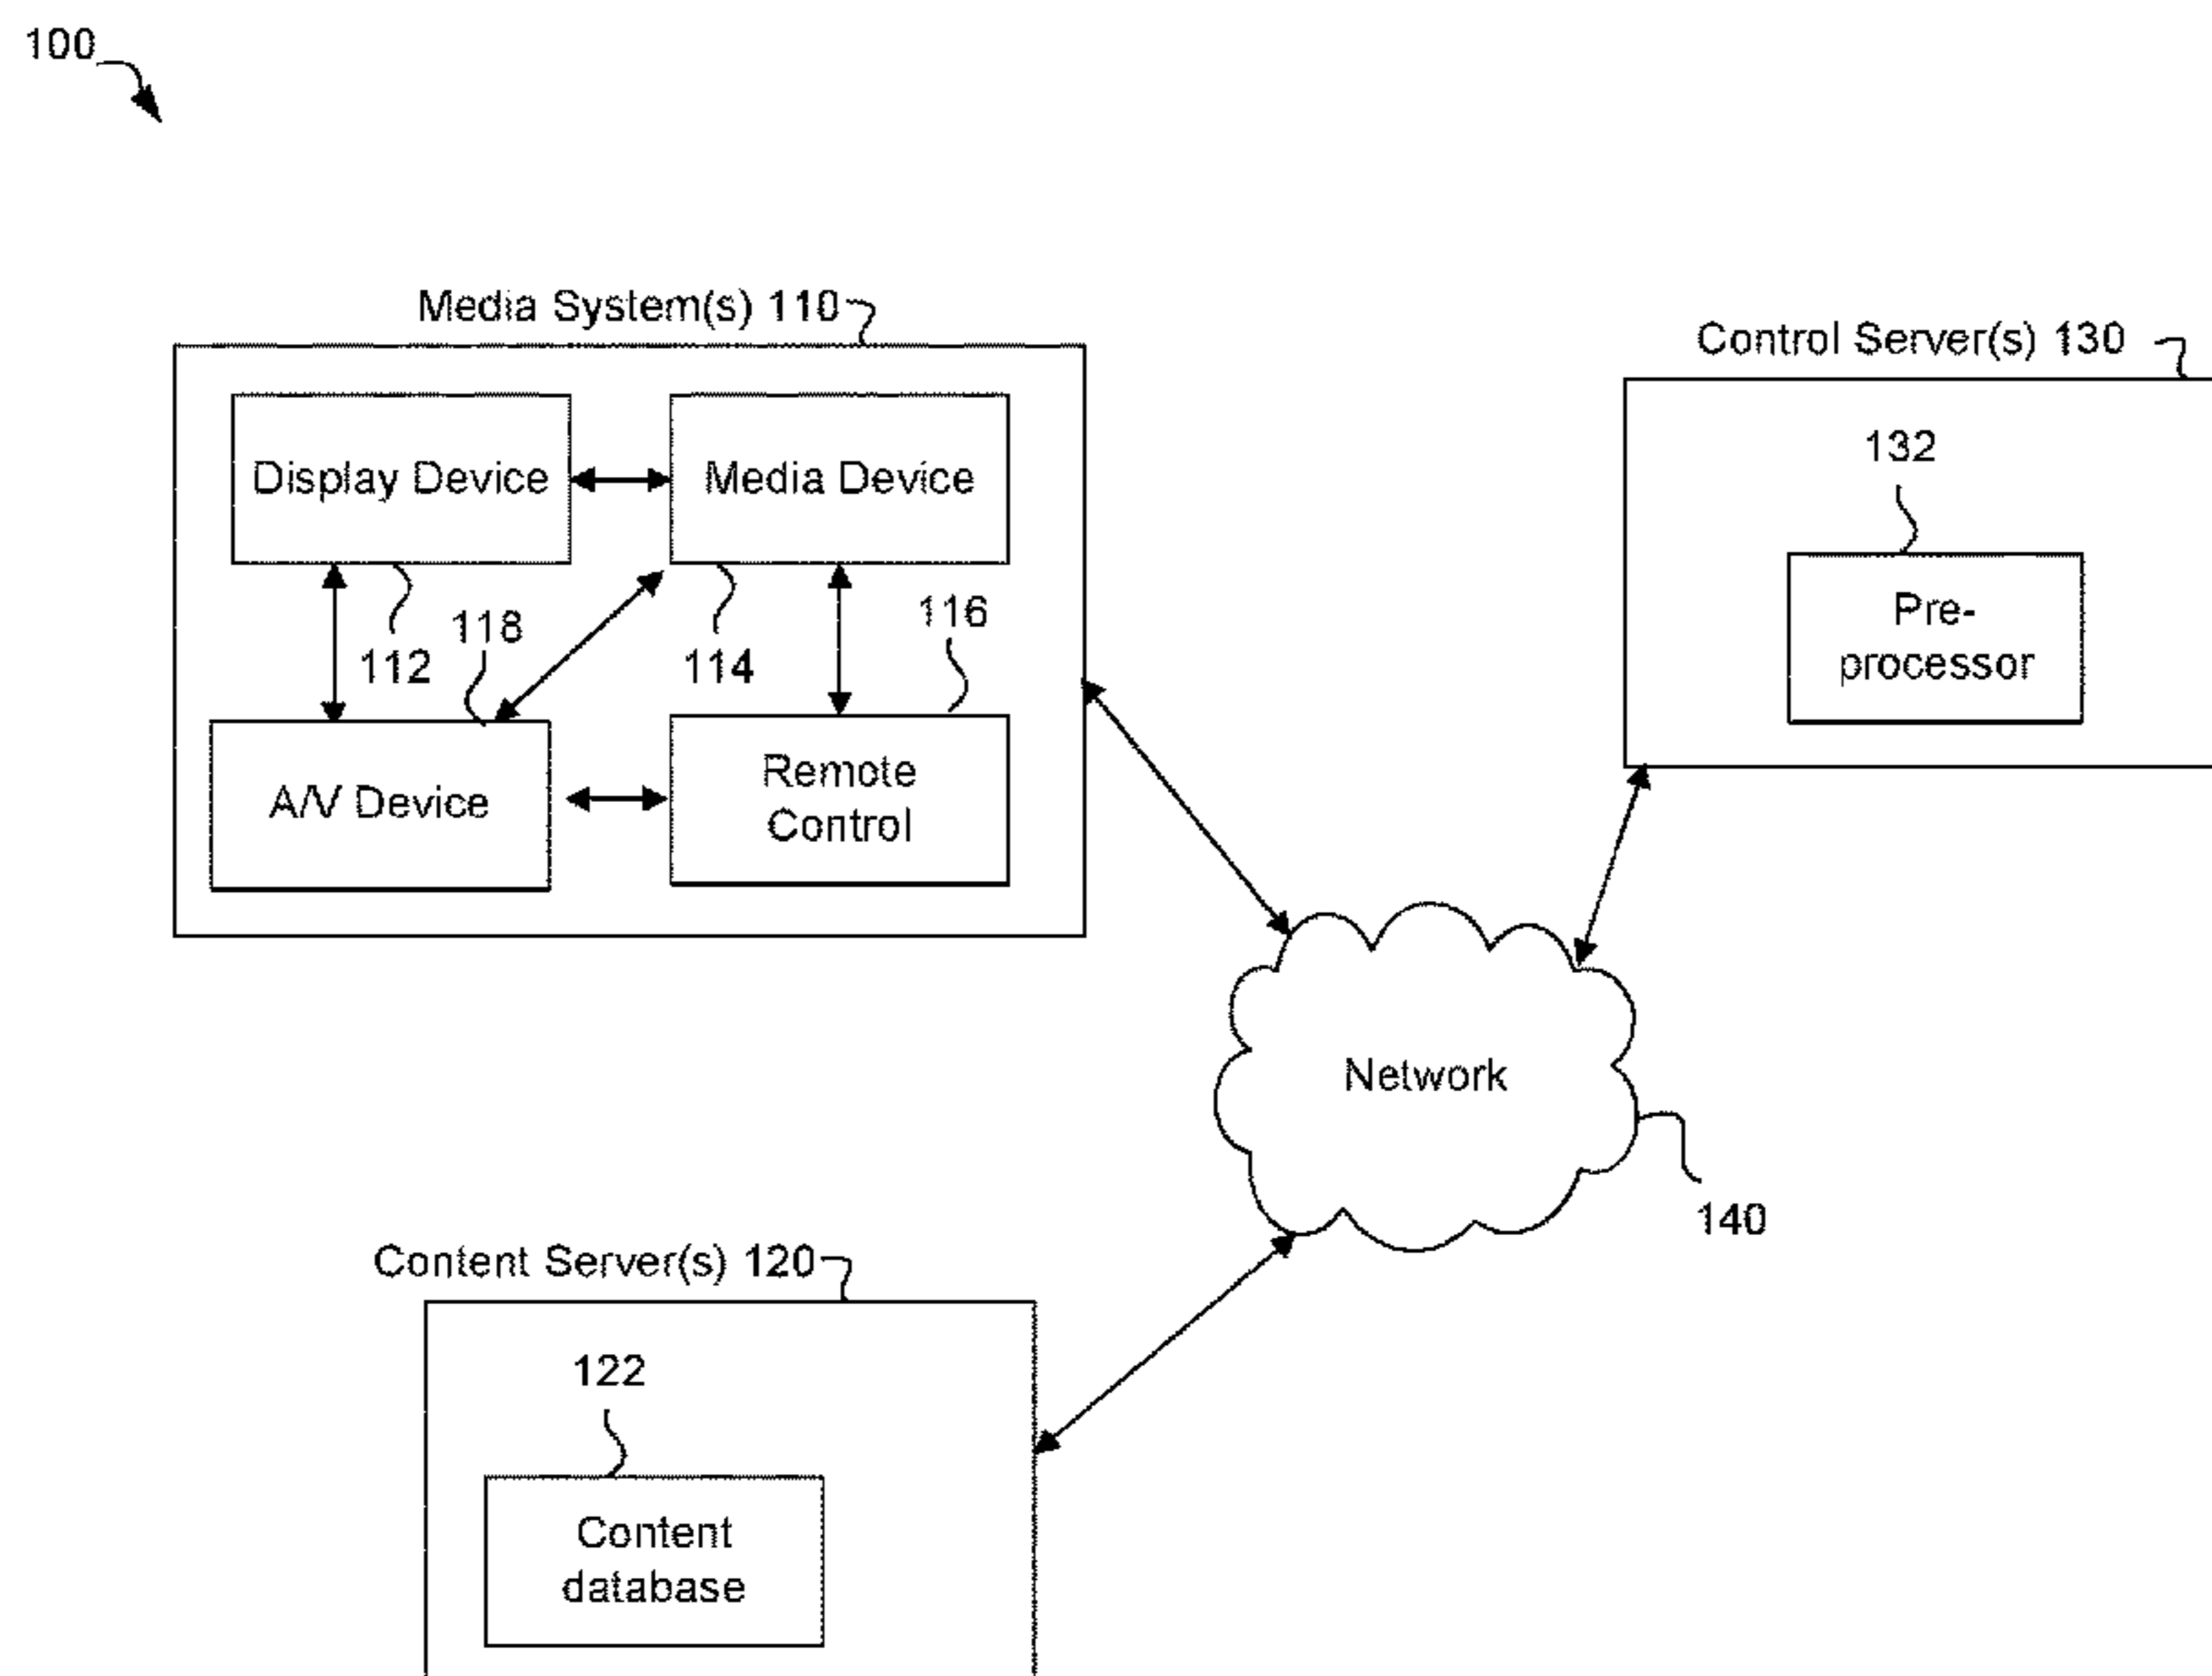 100
Media System(s) 110
Control Server(s) 130
132
Display Device
Media Device
Pre-
processor
112
118
114
116
A/V Device
Remote
Control
Network
140
Content Server(s) 120
122
Content
database